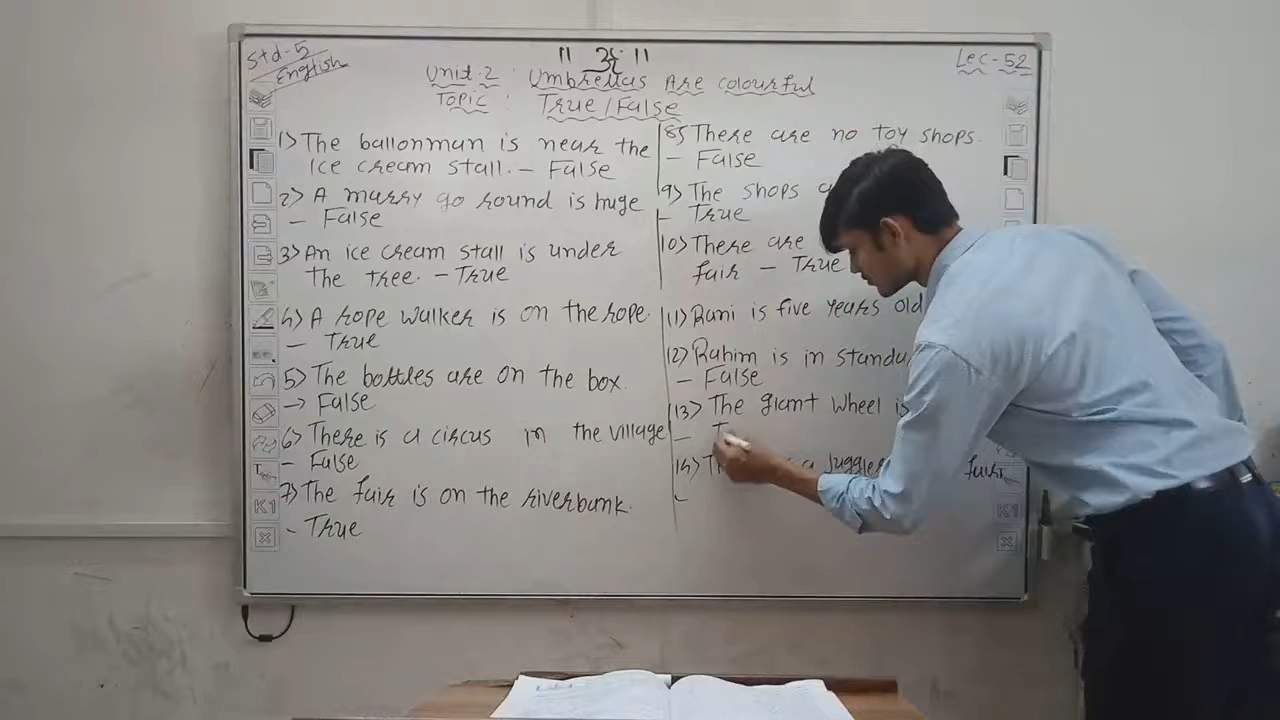 Std-5
English
" ૐ "
Lec-52
Unit-2 : Umbrellas Are colourful
Topic : True/False
1) The ballonman is near the
Ice cream stall. - False
2) A marry go round is huge
- False
3) An ice cream stall is under
the tree. - True
4) A rope walker is on the rope.
- True
5) The bottles are on the box.
-> False
6) There is a circus in the village
- False
7) The fair is on the riverbank.
- True
8) There are no toy shops.
- False
9) The shops
- True
10) There are
fair - True
11) Rani is five years old
12) Rahim is in standa
- False
13) The giant wheel is
- T
14) a juggler fair
-